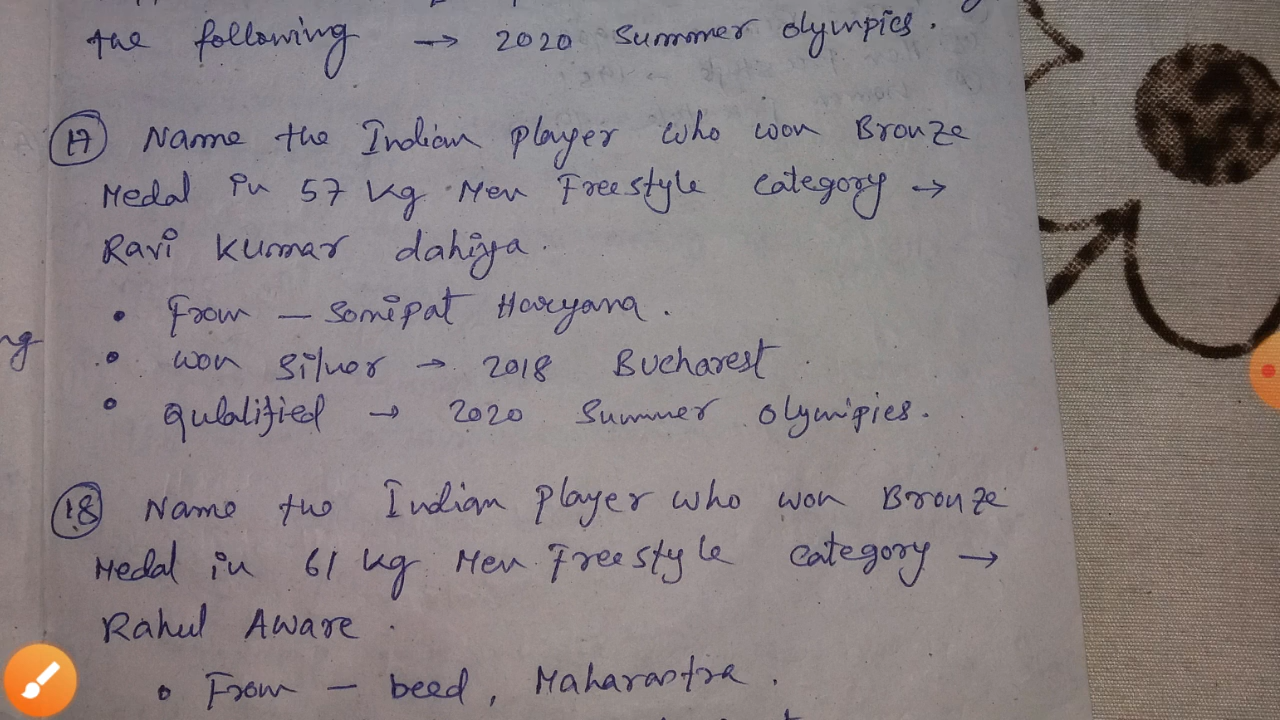 the following → 2020 Summer olympics.
17 Name the Indian player who won Bronze
Medal in 57 kg Men Freestyle category →
Ravi Kumar dahiya.
• From – Sonipat Haryana.
ng
• won Silver → 2018 Bucharest.
• Qulalified → 2020 Summer olympics.
18 Name the Indian player who won Bronze
Medal in 61 kg Men Freestyle category →
Rahul Aware.
• From – beed, Maharastra.